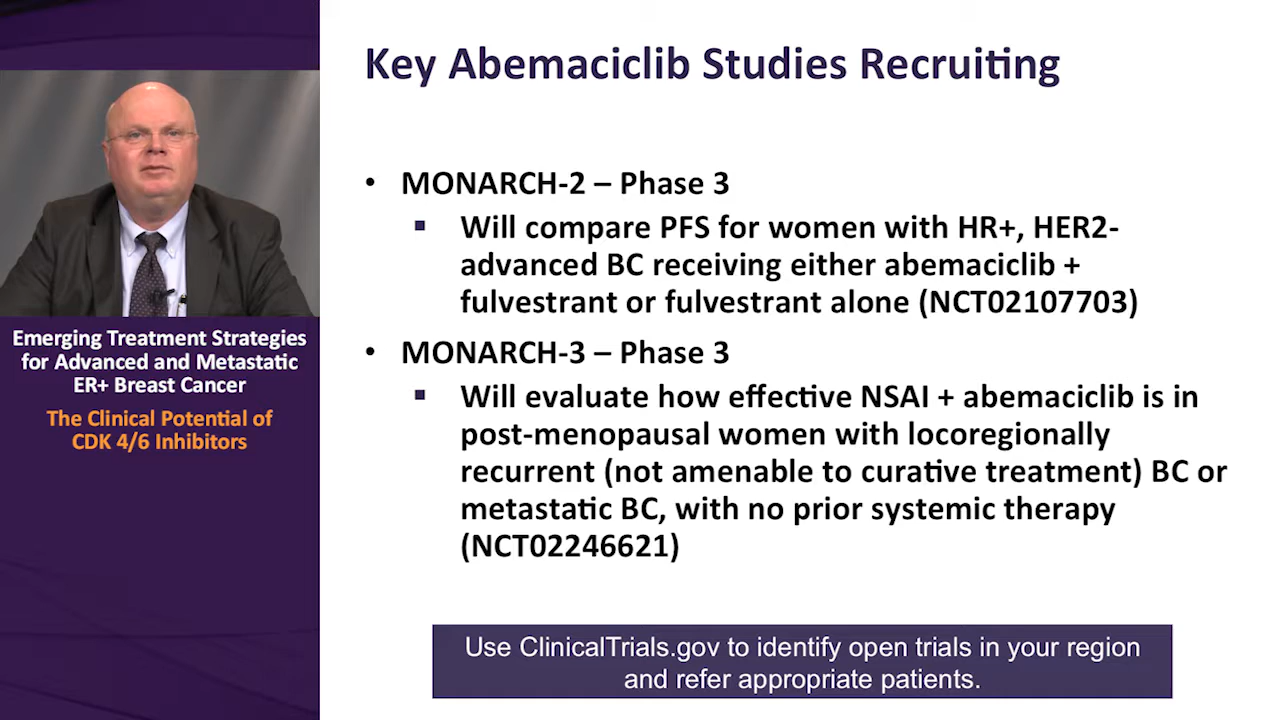 Key Abemaciclib Studies Recruiting
• MONARCH-2 – Phase 3
▪ Will compare PFS for women with HR+, HER2-
advanced BC receiving either abemaciclib +
fulvestrant or fulvestrant alone (NCT02107703)
• MONARCH-3 – Phase 3
▪ Will evaluate how effective NSAI + abemaciclib is in
post-menopausal women with locoregionally
recurrent (not amenable to curative treatment) BC or
metastatic BC, with no prior systemic therapy
(NCT02246621)
Use ClinicalTrials.gov to identify open trials in your region
and refer appropriate patients.
Emerging Treatment Strategies
for Advanced and Metastatic
ER+ Breast Cancer
The Clinical Potential of
CDK 4/6 Inhibitors